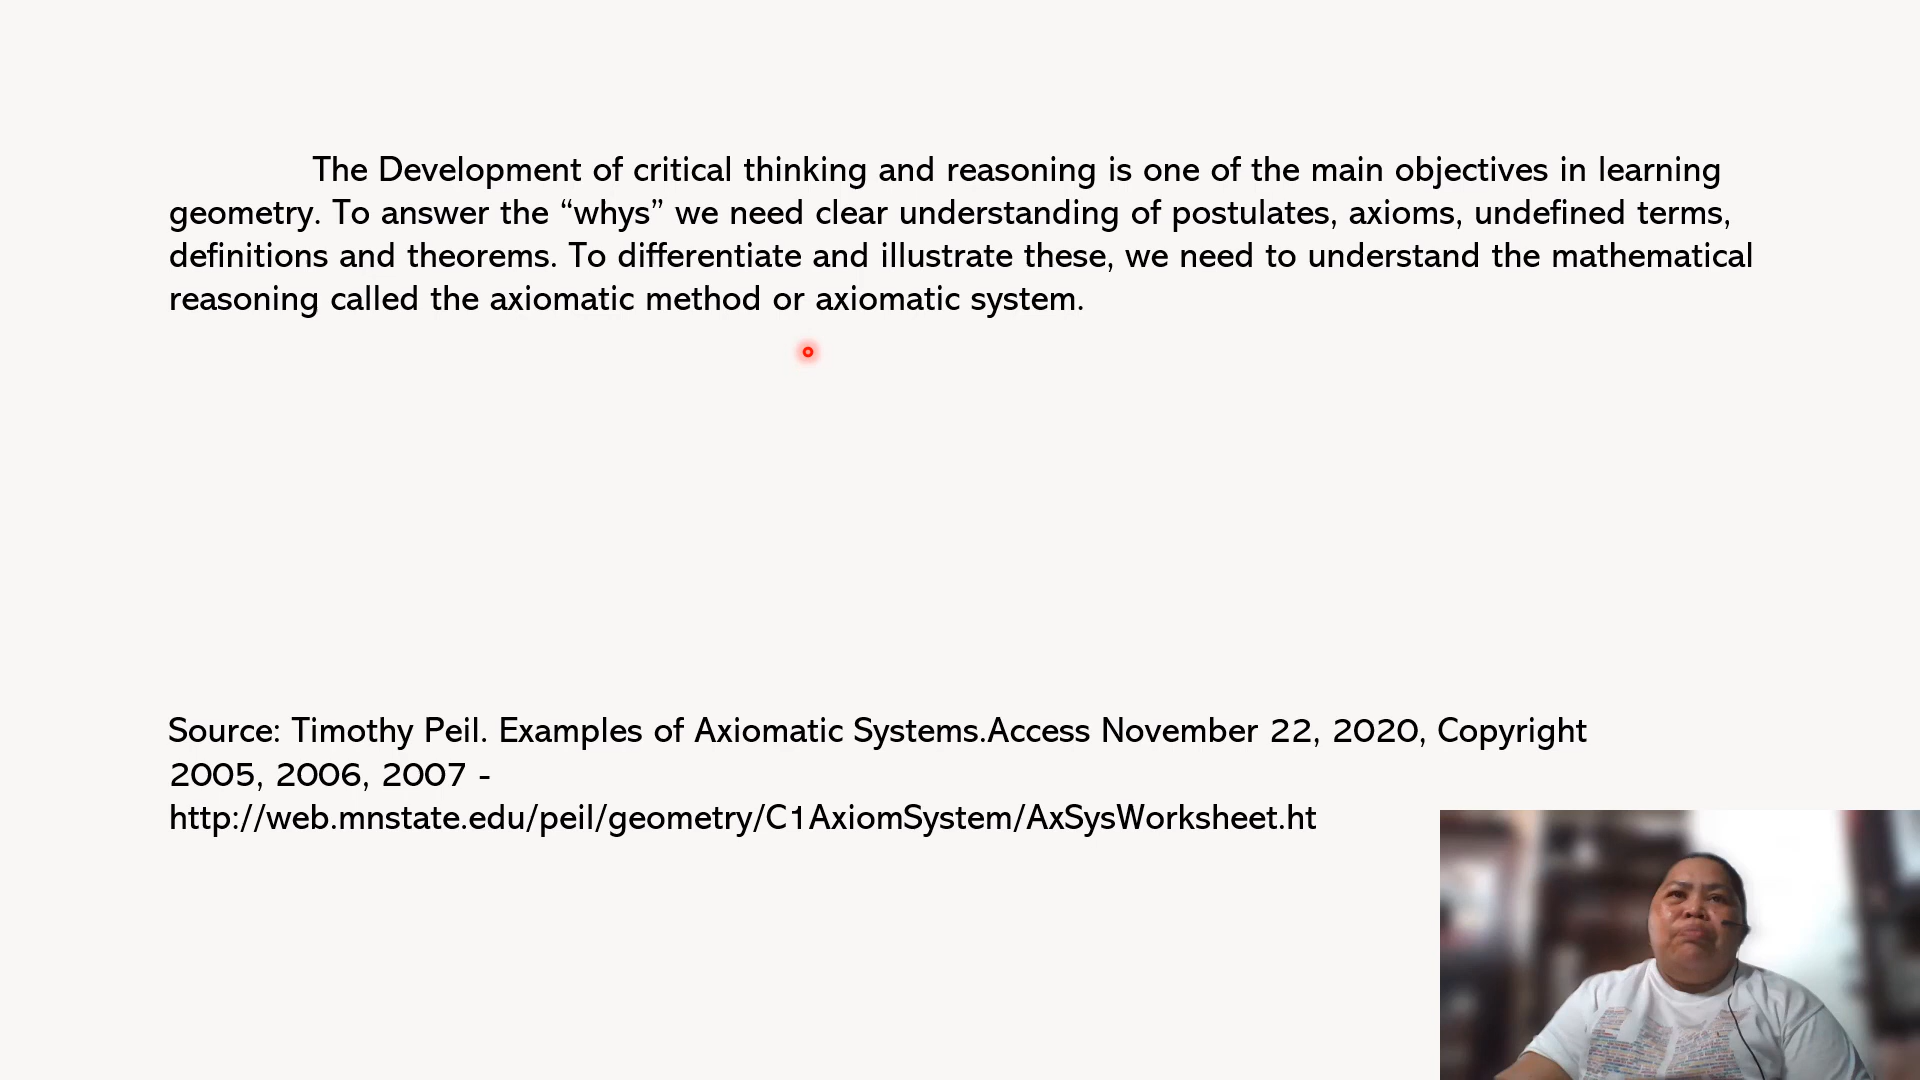 The Development of critical thinking and reasoning is one of the main objectives in learning
geometry. To answer the “whys” we need clear understanding of postulates, axioms, undefined terms,
definitions and theorems. To differentiate and illustrate these, we need to understand the mathematical
reasoning called the axiomatic method or axiomatic system.
Source: Timothy Peil. Examples of Axiomatic Systems.Access November 22, 2020, Copyright
2005, 2006, 2007 -
http://web.mnstate.edu/peil/geometry/C1AxiomSystem/AxSysWorksheet.ht